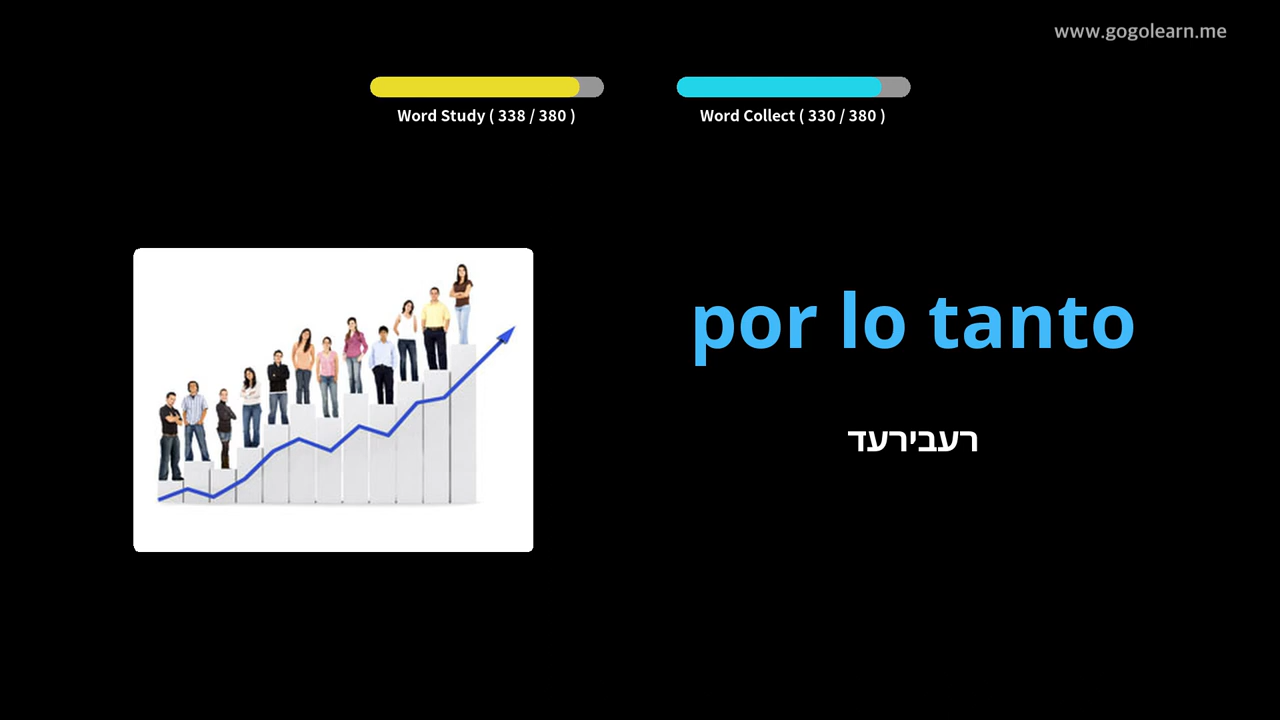 www.gogolearn.me
Word Study ( 338 / 380 )
Word Collect ( 330 / 380 )
por lo tanto
רעבירעד